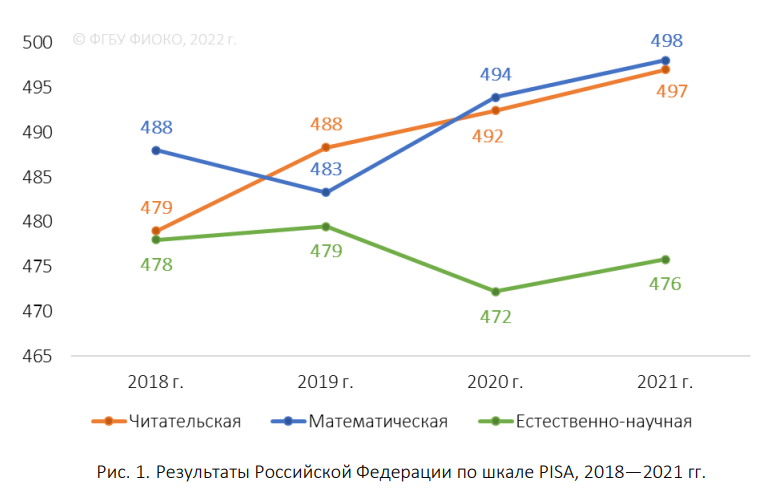 © ФГБУ ФИОКО, 2022 г.
500
495
490
485
480
475
470
465
488
483
494
498
479
488
492
497
478
479
472
476
2018 г.
2019 г.
2020 г.
2021 г.
Читательская
Математическая
Естественно-научная
Рис. 1. Результаты Российской Федерации по шкале PISA, 2018—2021 гг.